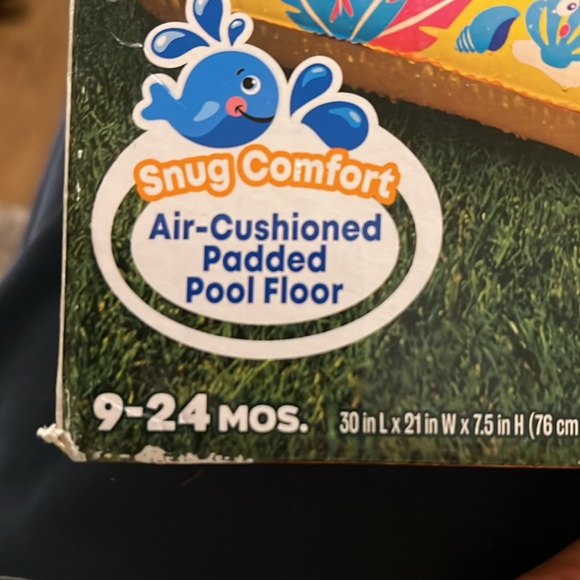 Snug Comfort
Air-Cushioned
Padded
Pool Floor
9-24 MOS.
30 in L x 21 in W x 7.5 in H (76 cm